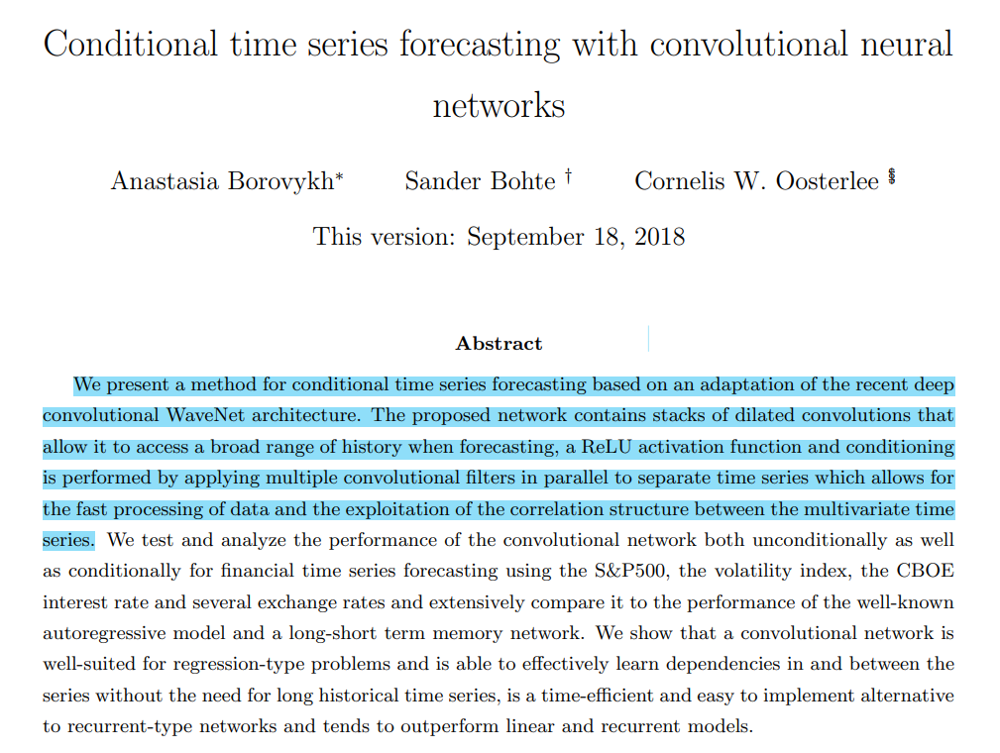 Conditional time series forecasting with convolutional neural
networks
Anastasia Borovykh* Sander Bohte † Cornelis W. Oosterlee
This version: September 18, 2018
Abstract
We present a method for conditional time series forecasting based on an adaptation of the recent deep
convolutional WaveNet architecture. The proposed network contains stacks of dilated convolutions that
allow it to access a broad range of history when forecasting, a ReLU activation function and conditioning
is performed by applying multiple convolutional filters in parallel to separate time series which allows for
the fast processing of data and the exploitation of the correlation structure between the multivariate time
series. We test and analyze the performance of the convolutional network both unconditionally as well
as conditionally for financial time series forecasting using the S&P500, the volatility index, the CBOE
interest rate and several exchange rates and extensively compare it to the performance of the well-known
autoregressive model and a long-short term memory network. We show that a convolutional network is
well-suited for regression-type problems and is able to effectively learn dependencies in and between the
series without the need for long historical time series, is a time-efficient and easy to implement alternative
to recurrent-type networks and tends to outperform linear and recurrent models.